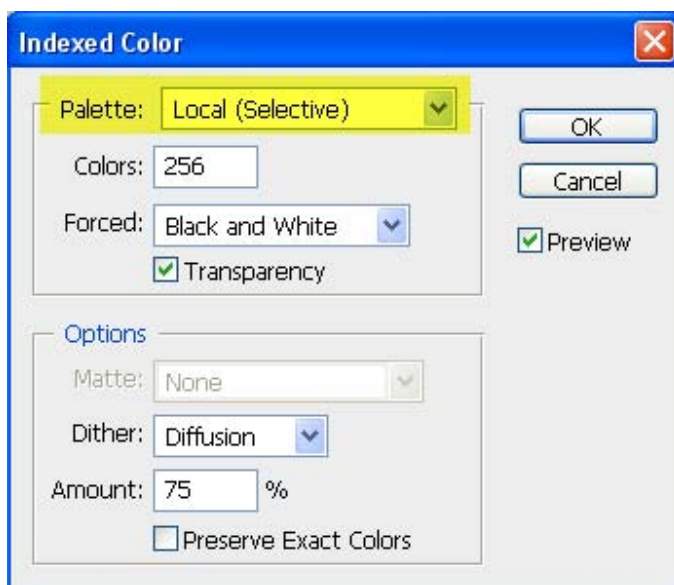 Indexed Color
Palette: Local (Selective)
OK
Colors: 256
Cancel
Forced: Black and White
Preview
Transparency
Options
Matte: None
Dither: Diffusion
Amount: 75 %
Preserve Exact Colors